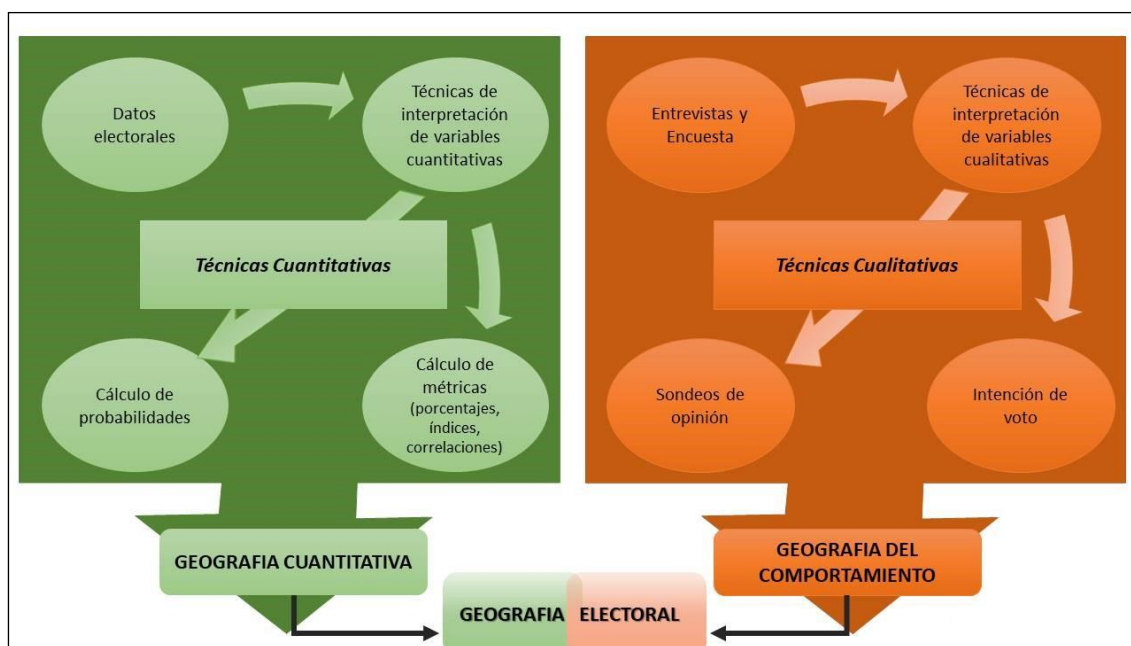 Datos
electorales
Técnicas de
interpretación
de variables
cuantitativas
Técnicas Cuantitativas
Cálculo de
probabilidades
Cálculo de
métricas
(porcentajes,
índices,
correlaciones)
GEOGRAFIA CUANTITATIVA
Entrevistas y
Encuesta
Técnicas de
interpretación
de variables
cualitativas
Técnicas Cualitativas
Sondeos de
opinión
Intención de
voto
GEOGRAFIA DEL
COMPORTAMIENTO
GEOGRAFIA ELECTORAL